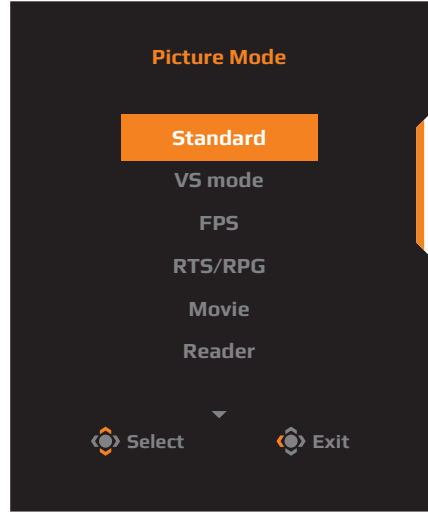 Picture Mode
Standard
VS mode
FPS
RTS/RPG
Movie
Reader
Select Exit